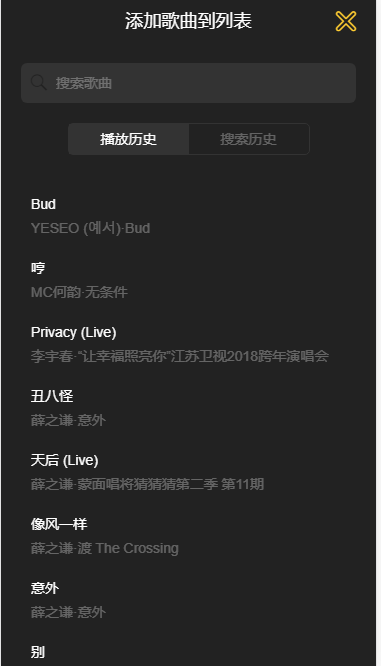 添加歌曲到列表
搜索歌曲
播放历史
搜索历史
Bud
YESEO (예서)·Bud
哼
MC何韵·无条件
Privacy (Live)
李宇春·“让幸福照亮你”江苏卫视2018跨年演唱会
丑八怪
薛之谦·意外
天后 (Live)
薛之谦·蒙面唱将猜猜猜第二季 第11期
像风一样
薛之谦·渡 The Crossing
意外
薛之谦·意外
别